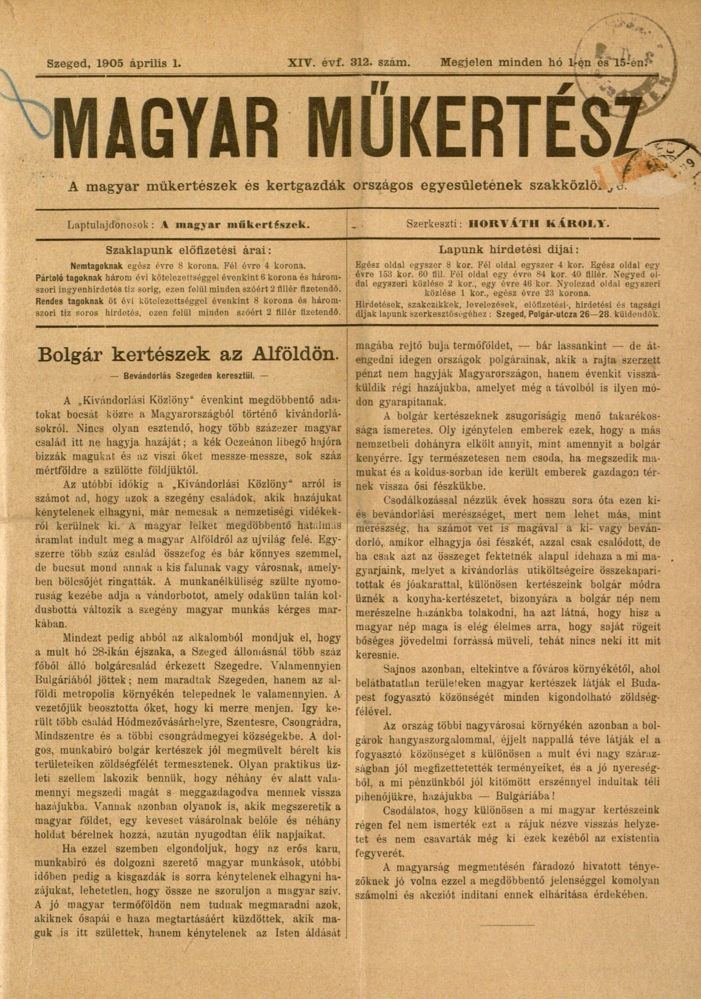 Szeged, 1905 április 1. XIV. évf. 312. szám. Megjelen minden hó 1-én és 15-én.
MAGYAR MŰKERTÉSZ
A magyar műkertészek és kertgazdák országos egyesületének
Laptulajdonosok: A magyar műkertészek.
Szerkeszti: HORVÁTH KÁROLY.
Szaklapunk előfizetési árai:
Nemtagoknak egész évre 8 korona. Fél évre 4 korona.
Pártoló tagoknak három évi kötelezettséggel évenkint 6 korona és három-
szori ingyenhirdetés tiz sorig, ezen felül minden szóért 2 fillér fizetendő.
Rendes tagoknak öt évi kötelezettséggel évenkint 8 korona és három-
szori tiz soros hirdetés, ezen felül minden szóért 2 fillér fizetendő.
Lapunk hirdetési dijai:
Egész oldal egyszer 8 kor. Fél oldal egyszer 4 kor. Egész oldal egy
évre 153 kor. 60 fill. Fél oldal egy évre 84 kor. 40 fillér. Negyed ol-
dal egyszeri közlése 2 kor., egy évre 46 kor. Nyolczad oldal egyszeri
közlése 1 kor., egész évre 23 korona.
Hirdetések, szakczikkek, levelezések, előfizetési-, hirdetési és tagsági
dijak lapunk szerkesztőségéhez: Szeged, Polgár-utcza 26—28. küldendők.
Bolgár kertészek az Alföldön.
— Bevándorlás Szegeden keresztül. —
A „Kivándorlási Közlöny“ évenkint megdöbbentő ada-
tokat bocsát közre a Magyarországból történő kivándorlá-
sokról. Nincs olyan esztendő, hogy több százezer magyar
család itt ne hagyja hazáját; a kék Oczeánon libegő hajóra
bizzák magukat és az viszi őket messze-messze, sok száz
mértföldre a szülötte földjüktől.
Az utóbbi időkig a „Kivándorlási Közlöny“ arról is
számot ad, hogy azok a szegény családok, akik hazájukat
kénytelenek elhagyni, már nemcsak a nemzetiségi vidékek-
ről kerülnek ki. A magyar lelket megdöbbentő hatalmas
áramlat indult meg a magyar Alföldről az ujvilág felé. Egy-
szerre több száz család összefog és bár könnyes szemmel,
de bucsut mond annak a kis falunak vagy városnak, amely-
ben bölcsőjét ringatták. A munkanélküliség szülte nyomo-
ruság kezébe adja a vándorbotot, amely odakünn talán kol-
dusbottá változik a szegény magyar munkás kérges mar-
kában.
Mindezt pedig abból az alkalomból mondjuk el, hogy
a mult hó 28-ikán éjszaka, a Szeged állomásnál több száz
főből álló bolgárcsalád érkezett Szegedre. Valamennyien
Bulgáriából jöttek; nem maradtak Szegeden, hanem az al-
földi metropolis környékén telepednek le valamennyien. A
vezetőjük beosztotta őket, hogy ki merre menjen. Igy ke-
rült több család Hódmezővásárhelyre, Szentesre, Csongrádra,
Mindszentre és a többi csongrádmegyei községekbe. A dol-
gos, munkabiró bolgár kertészek jól megmüvelt bérelt kis
területeiken zöldségfélét termesztenek. Olyan praktikus üz-
leti szellem lakozik bennük, hogy néhány év alatt vala-
mennyi megszedi magát s meggazdagodva mennek vissza
hazájukba. Vannak azonban olyanok is, akik megszeretik a
magyar földet, egy keveset vásárolnak belőle és néhány
holdat bérelnek hozzá, azután nyugodtan élik napjaikat.
Ha ezzel szemben elgondoljuk, hogy az erős karu,
munkabiró és dolgozni szerető magyar munkások, utóbbi
időben pedig a kisgazdák is sorra kénytelenek elhagyni ha-
zájukat, lehetetlen, hogy össze ne szoruljon a magyar sziv.
A jó magyar termőföldön nem tudnak megmaradni azok,
akiknek ősapái e haza megtartásáért küzdöttek, akik ma-
guk is itt születtek, hanem kénytelenek az Isten áldását
magába rejtő buja termőföldet, — bár lassankint — de át-
engedni idegen országok polgárainak, akik a rajta szerzett
pénzt nem hagyják Magyarországon, hanem évenkit vissza-
küldik régi hazájukba, amelyet még a távolból is ilyen mó-
don gyarapitanak.
A bolgár kertészeknek zsugoriságig menő takarékos-
sága ismeretes. Oly igénytelen emberek ezek, hogy a más
nemzetbeli dohányra elkölt annyit, mint amennyit a bolgár
kenyérre. Igy természetesen nem csoda, ha megszedik ma-
mukat és a koldus-sorban ide került emberek gazdagon tér-
nek vissza ősi fészkükbe.
Csodálkozással nézzük évek hosszu sora óta ezen ki-
és bevándorlási merészséget, mert nem lehet más, mint
merészség, ha számot vet is magával a ki- vagy beván-
dorló, amikor elhagyja ősi fészkét, azzal csak csalódott, de
ha csak azt az összeget fektetnék alapul idehaza a mi ma-
gyarjaink, melyet a kivándorlás utiköltségeire összekapari-
tottak és jóakarattal, különösen kertészeink bolgár módra
üznék a konyha-kertészetet, bizonyára a bolgár nép nem
merészelne hazánkba tolakodni, ha azt látná, hogy hisz a
magyar nép maga is elég élelmes arra, hogy saját rögeit
bőséges jövedelmi forrássá müveli, tehát nincs neki itt mit
keresnie.
Sajnos azonban, eltekintve a főváros környékétől, ahol
beláthatatlan területeken magyar kertészek látják el Buda-
pest fogyasztó közönségét minden kigondolható zöldség-
félével.
Az ország többi nagyvárosai környékén azonban a bol-
gárok hangyaszorgalommal, éjjelt nappallá téve látják el a
fogyasztó közönséget s különösen a mult évi nagy száraz-
ságban jól megfizettetették terményeiket, és a jó nyereség-
ből, a mi pénzünkből jól kitömött erszénnyel indultak téli
pihenőjükre, hazájukba — Bulgáriába!
Csodálatos, hogy különösen a mi magyar kertészeink
régen fel nem ismerték ezt a rájuk nézve visszás helyze-
tet és nem csavarták még ki ezek kezéből az existentia
fegyverét.
A magyarság megmentésén fáradozó hivatott ténye-
zőknek jó volna ezzel a megdöbbentő jelenséggel komolyan
számolni és akcziót inditani ennek elháritása érdekében.